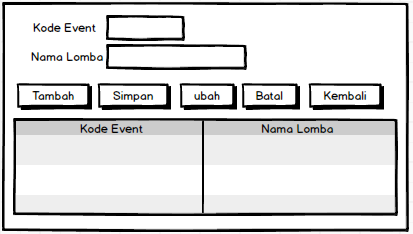 Kode Event
Nama Lomba
Tambah Simpan ubah Batal Kembali
Kode Event Nama Lomba